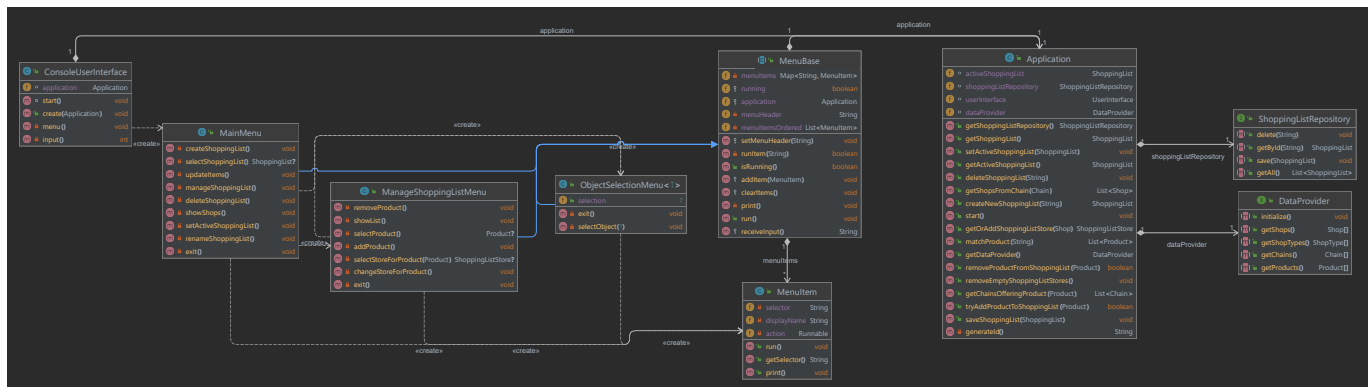 application
application
1
1
1
1
ConsoleUserInterface
application Application
start() void
create(Application) void
menu() void
input() int
«create»
MainMenu
createShoppingList() void
selectShoppingList() ShoppingList?
updateItems() void
manageShoppingList() void
deleteShoppingList() void
showShops() void
setActiveShoppingList() void
renameShoppingList() void
exit() void
«create»
«create»
«create»
ManageShoppingListMenu
removeProduct() void
showList() void
selectProduct() Product?
addProduct() void
selectStoreForProduct(Product) ShoppingListStore?
changeStoreForProduct() void
exit() void
ObjectSelectionMenu<T>
selection T
exit() void
selectObject(T) void
«create»
«create»
«create»
MenuBase
menuItems Map<String, MenuItem>
running boolean
application Application
menuHeader String
menuItemsOrdered List<MenuItem>
setMenuHeader(String) void
runItem(String) boolean
isRunning() boolean
addItem(MenuItem) void
clearItems() void
print() void
run() void
receiveInput() String
1
menuItems
*
MenuItem
selector String
displayName String
action Runnable
run() void
getSelector() String
print() void
Application
activeShoppingList ShoppingList
shoppingListRepository ShoppingListRepository
userInterface UserInterface
dataProvider DataProvider
getShoppingListRepository() ShoppingListRepository
getShoppingList() ShoppingList
setActiveShoppingList(ShoppingList) void
getActiveShoppingList() ShoppingList
deleteShoppingList(String) void
getShopsFromChain(Chain) List<Shop>
createNewShoppingList(String) ShoppingList
start() void
getOrAddShoppingListStore(Shop) ShoppingListStore
matchProduct(String) List<Product>
getDataProvider() DataProvider
removeProductFromShoppingList(Product) boolean
removeEmptyShoppingListStores() void
getChainsOfferingProduct(Product) List<Chain>
tryAddProductToShoppingList(Product) boolean
saveShoppingList(ShoppingList) void
generateId() String
1
shoppingListRepository
1
1
dataProvider
1
ShoppingListRepository
delete(String) void
getById(String) ShoppingList
save(ShoppingList) void
getAll() List<ShoppingList>
DataProvider
initialize() void
getShops() Shop[]
getShopTypes() ShopType[]
getChains() Chain[]
getProducts() Product[]